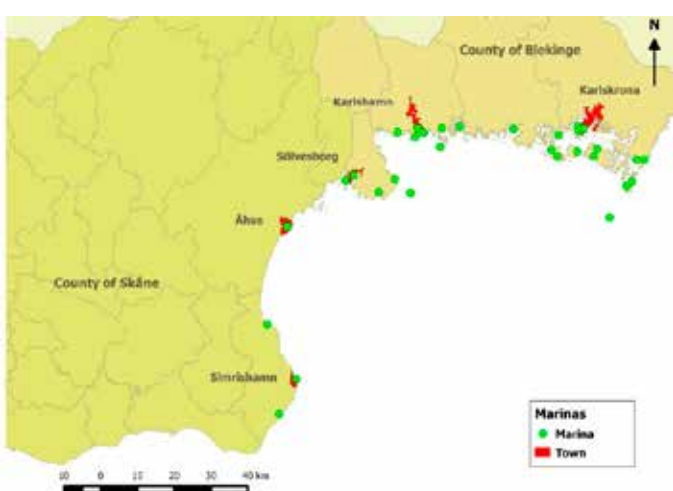 N
County of Blekinge
Karlskrona
Karlshamn
Sölvesborg
Åhus
County of Skåne
Simrishamn
Marinas
Marina
Town
10 0 10 20 30 40 km